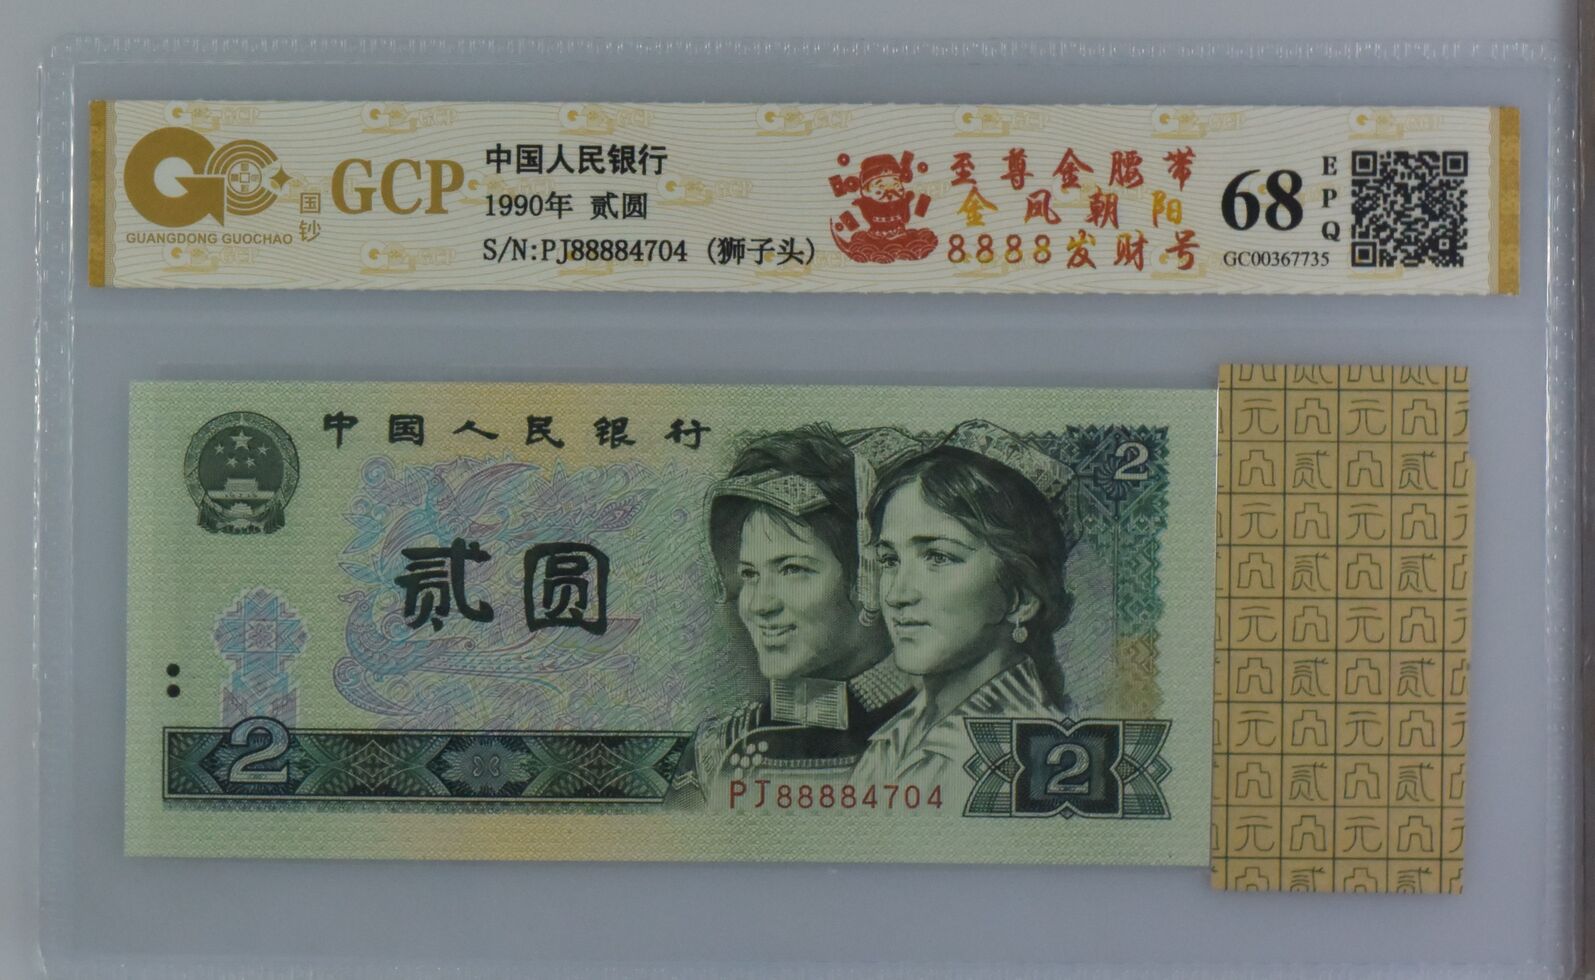 GCP
国钞
GUANGDONG GUOCHAO
中国人民银行
1990年 贰圆
S/N:PJ88884704 (狮子头)
至尊金腰带
金凤朝阳
8888发财号
68
EPQ
GC00367735
中国人民银行
贰圆
2
2
2
PJ88884704